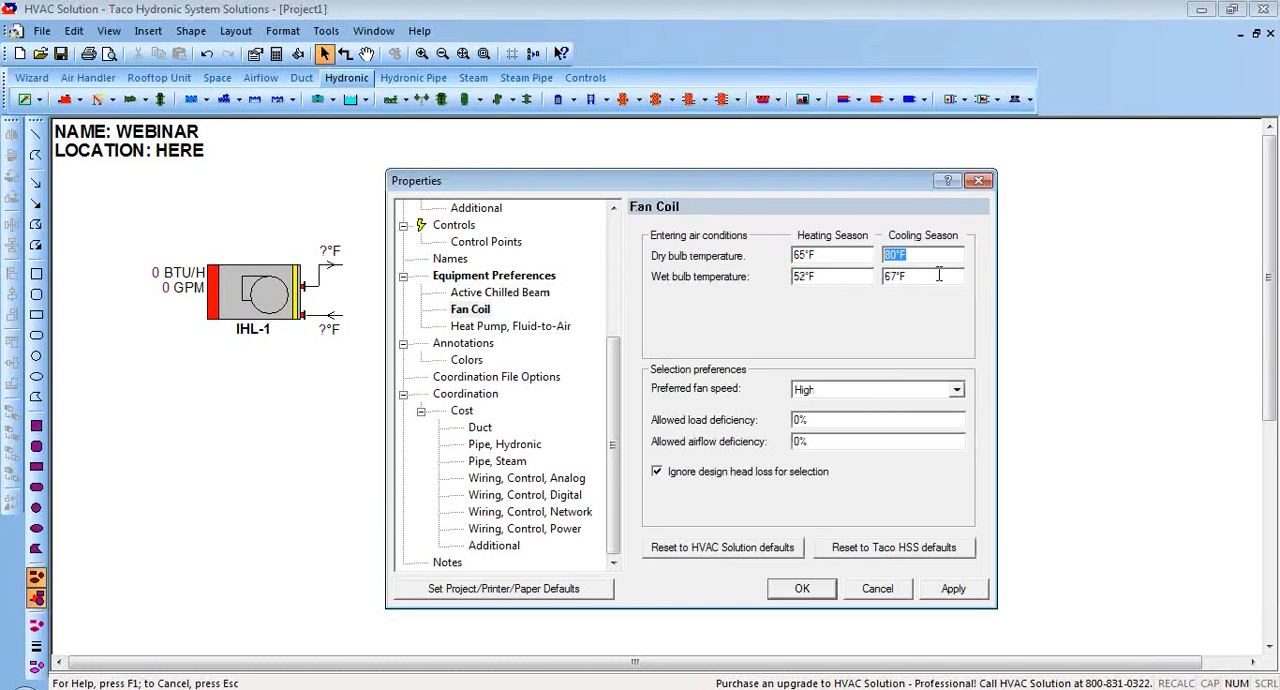 HVAC Solution - Taco Hydronic System Solutions - [Project1]
File Edit View Insert Shape Layout Format Tools Window Help
Wizard Air Handler Rooftop Unit Space Airflow Duct Hydronic Hydronic Pipe Steam Steam Pipe Controls
NAME: WEBINAR
LOCATION: HERE
?°F
0 BTU/H
0 GPM
IHL-1
?°F
Properties
Additional
Controls
Control Points
Names
Equipment Preferences
Active Chilled Beam
Fan Coil
Heat Pump, Fluid-to-Air
Annotations
Colors
Coordination File Options
Coordination
Cost
Duct
Pipe, Hydronic
Pipe, Steam
Wiring, Control, Analog
Wiring, Control, Digital
Wiring, Control, Network
Wiring, Control, Power
Additional
Notes
Set Project/Printer/Paper Defaults
Fan Coil
Entering air conditions Heating Season Cooling Season
Dry bulb temperature. 65°F 80°F
Wet bulb temperature: 52°F 67°F
Selection preferences
Preferred fan speed: High
Allowed load deficiency: 0%
Allowed airflow deficiency: 0%
Ignore design head loss for selection
Reset to HVAC Solution defaults Reset to Taco HSS defaults
OK Cancel Apply
For Help, press F1; to Cancel, press Esc
Purchase an upgrade to HVAC Solution - Professional! Call HVAC Solution at 800-831-0322. RECALC CAP NUM SCRL